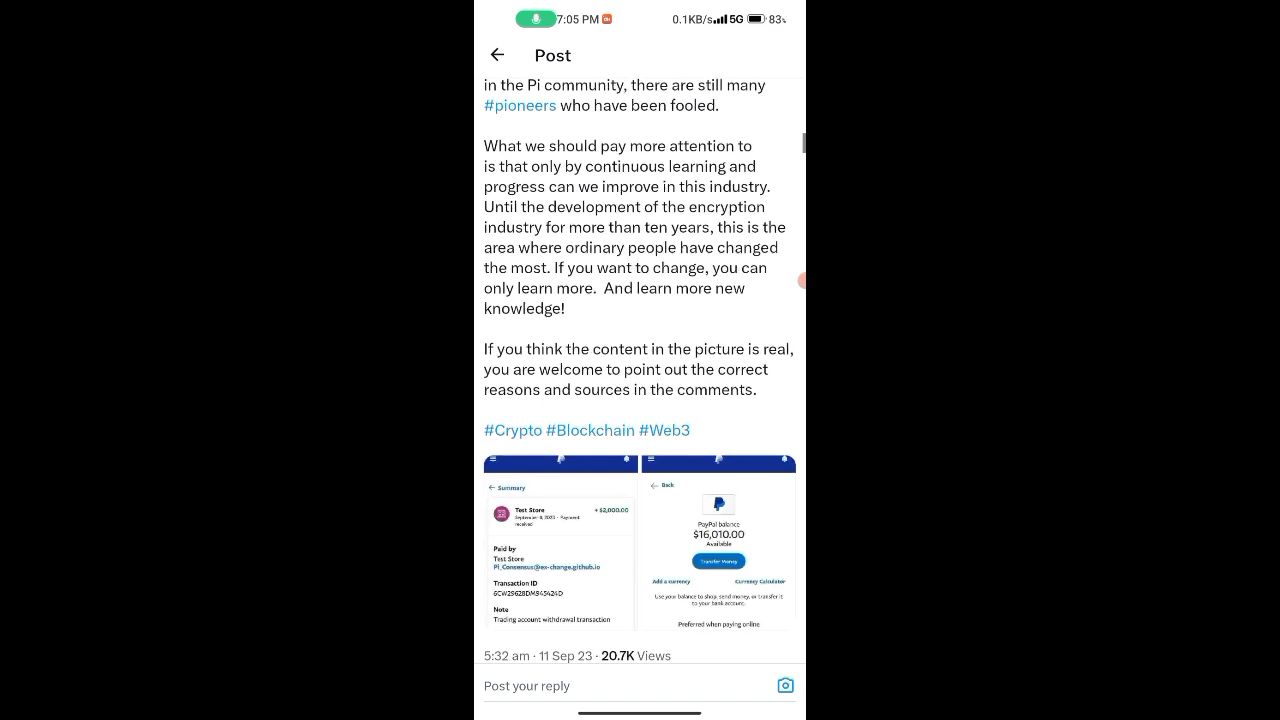 7:05 PM
0.1KB/s 5G 83%
Post
in the Pi community, there are still many
#pioneers who have been fooled.
What we should pay more attention to
is that only by continuous learning and
progress can we improve in this industry.
Until the development of the encryption
industry for more than ten years, this is the
area where ordinary people have changed
the most. If you want to change, you can
only learn more.  And learn more new
knowledge!
If you think the content in the picture is real,
you are welcome to point out the correct
reasons and sources in the comments.
#Crypto #Blockchain #Web3
Summary
Test Store + $2,000.00
September 8, 2023 - Payment
received
Paid by
Test Store
Pi_Consensus@ex-change.github.io
Transaction ID
6CW29628DM945424D
Note
Trading account withdrawal transaction
Back
PayPal balance
$16,010.00
Available
Transfer Money
Add a currency Currency Calculator
Use your balance to shop, send money, or transfer it
to your bank account.
Preferred when paying online
5:32 am · 11 Sep 23 · 20.7K Views
Post your reply